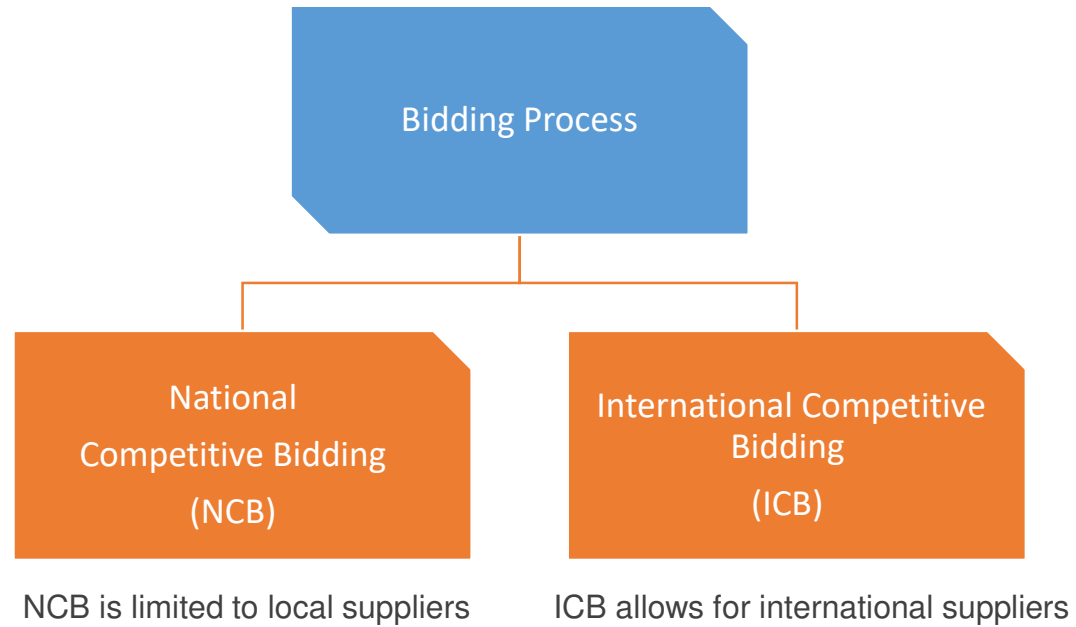 Bidding Process
National
Competitive Bidding
(NCB)
International Competitive
Bidding
(ICB)
NCB is limited to local suppliers
ICB allows for international suppliers